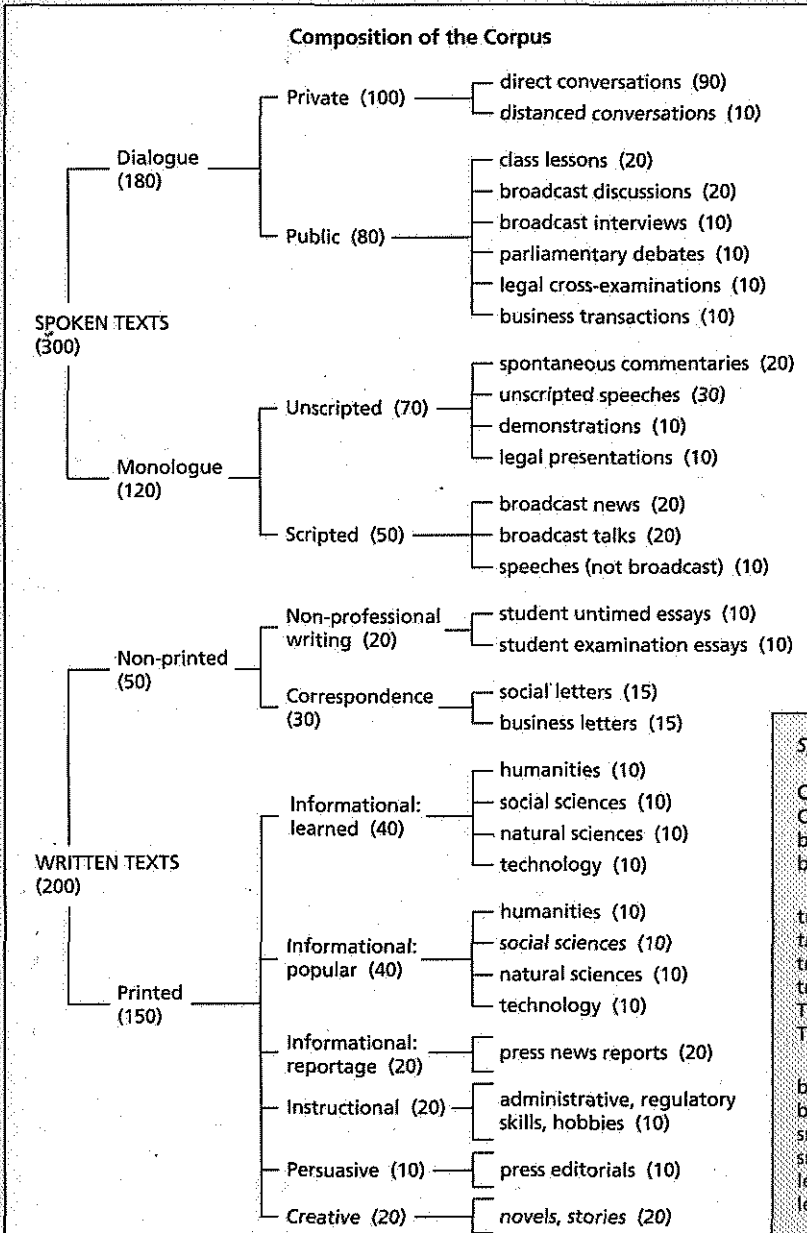 Composition of the Corpus
SPOKEN TEXTS
(300)
Dialogue
(180)
Private (100)
direct conversations (90)
distanced conversations (10)
Public (80)
class lessons (20)
broadcast discussions (20)
broadcast interviews (10)
parliamentary debates (10)
legal cross-examinations (10)
business transactions (10)
Monologue
(120)
Unscripted (70)
spontaneous commentaries (20)
unscripted speeches (30)
demonstrations (10)
legal presentations (10)
Scripted (50)
broadcast news (20)
broadcast talks (20)
speeches (not broadcast) (10)
WRITTEN TEXTS
(200)
Non-printed
(50)
Non-professional
writing (20)
student untimed essays (10)
student examination essays (10)
Correspondence
(30)
social letters (15)
business letters (15)
Printed
(150)
Informational:
learned (40)
humanities (10)
social sciences (10)
natural sciences (10)
technology (10)
Informational:
popular (40)
humanities (10)
social sciences (10)
natural sciences (10)
technology (10)
Informational:
reportage (20)
press news reports (20)
Instructional (20)
administrative, regulatory
skills, hobbies (10)
Persuasive (10)
press editorials (10)
Creative (20)
novels, stories (20)